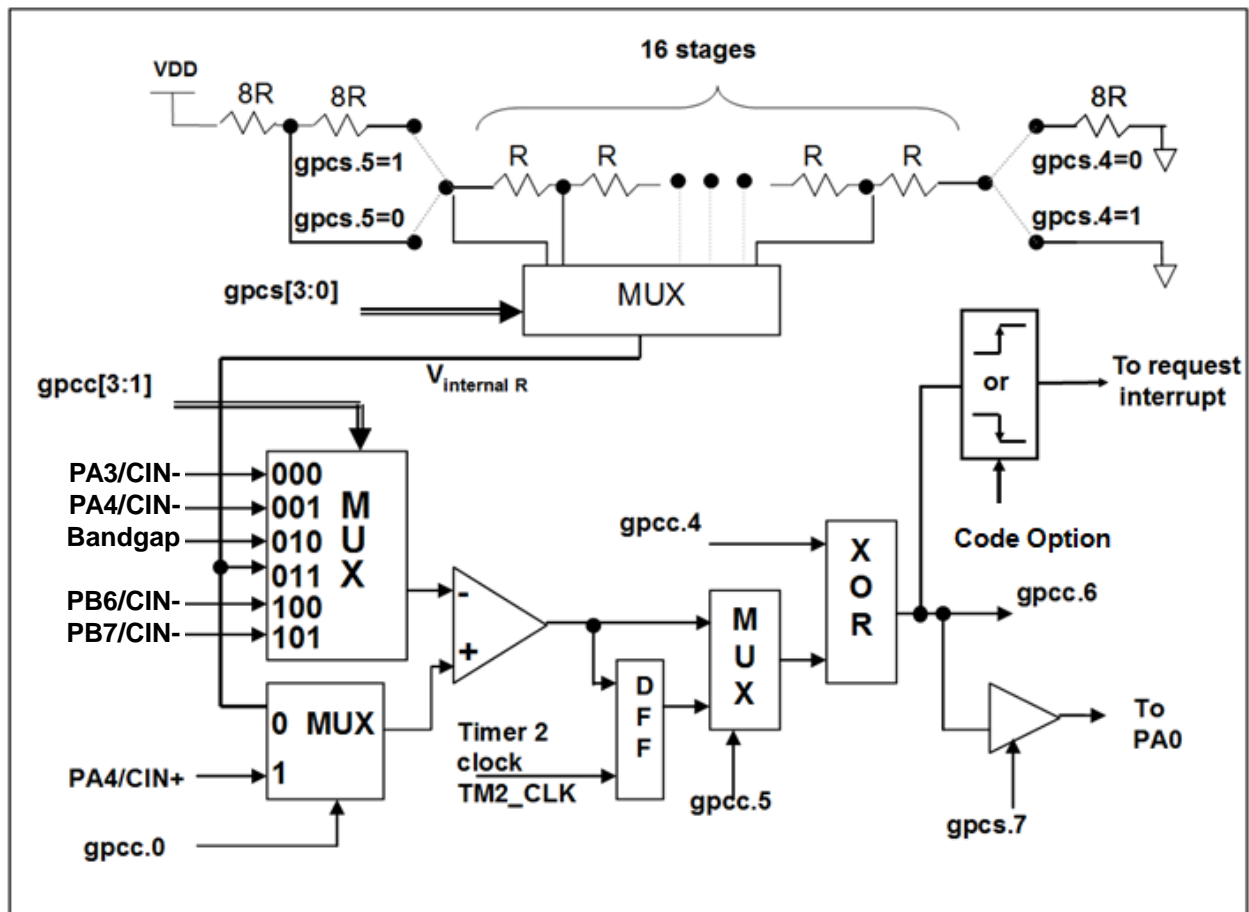 16 stages
VDD
8R
8R
8R
gpcs.5=1
R
R
R
R
gpcs.4=0
gpcs.5=0
gpcs.4=1
gpcs[3:0]
MUX
V internal R
gpcc[3:1]
or
To request
interrupt
PA3/CIN-
000
PA4/CIN-
001
Bandgap
010
011
PB6/CIN-
100
PB7/CIN-
101
M
U
X
Code Option
gpcc.4
X
O
R
-
+
M
U
X
gpcc.6
D
F
F
0
MUX
1
PA4/CIN+
Timer 2
clock
TM2_CLK
gpcc.5
To
PA0
gpcs.7
gpcc.0